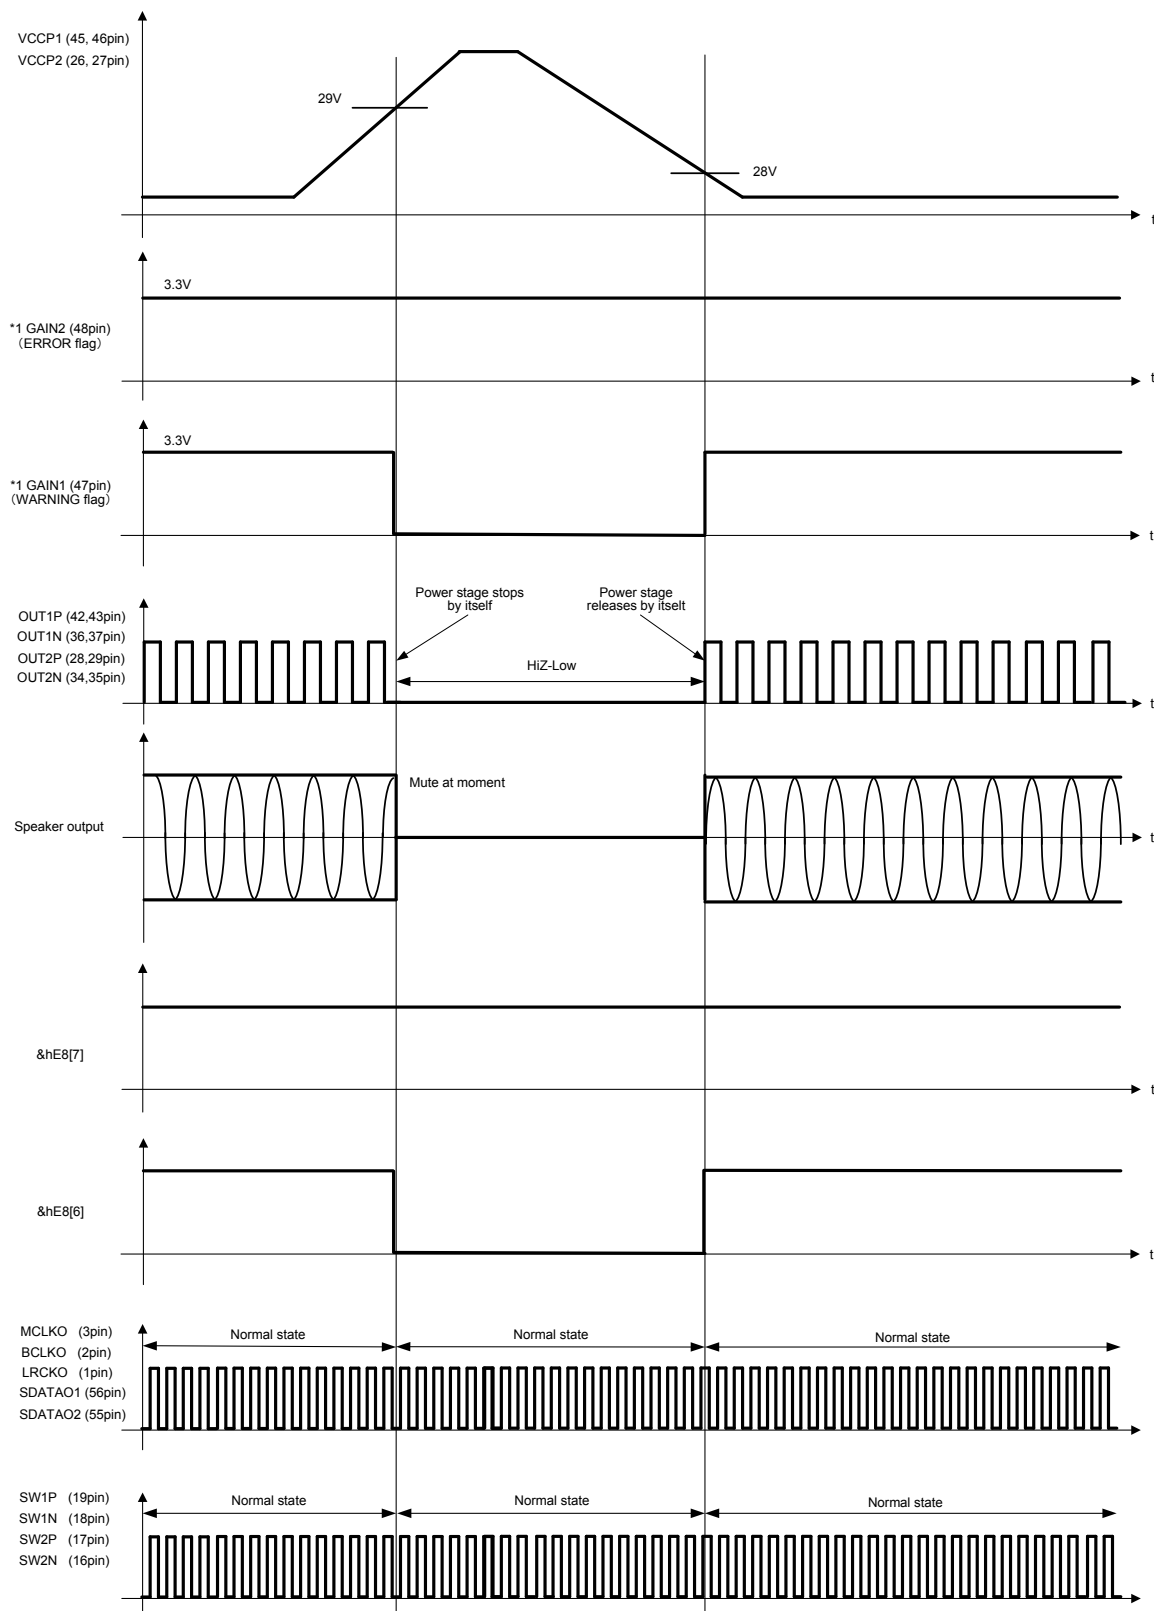 VCCP1 (45, 46pin)
VCCP2 (26, 27pin)
29V
28V
t
3.3V
*1 GAIN2 (48pin)
（ERROR flag）
t
3.3V
*1 GAIN1 (47pin)
（WARNING flag）
t
Power stage stops
by itself
Power stage
releases by itselt
OUT1P (42,43pin)
OUT1N (36,37pin)
OUT2P (28,29pin)
OUT2N (34,35pin)
HiZ-Low
t
Mute at moment
Speaker output
t
&hE8[7]
t
&hE8[6]
t
MCLKO (3pin)
BCLKO (2pin)
LRCKO (1pin)
SDATAO1 (56pin)
SDATAO2 (55pin)
Normal state
Normal state
Normal state
SW1P (19pin)
SW1N (18pin)
SW2P (17pin)
SW2N (16pin)
Normal state
Normal state
Normal state